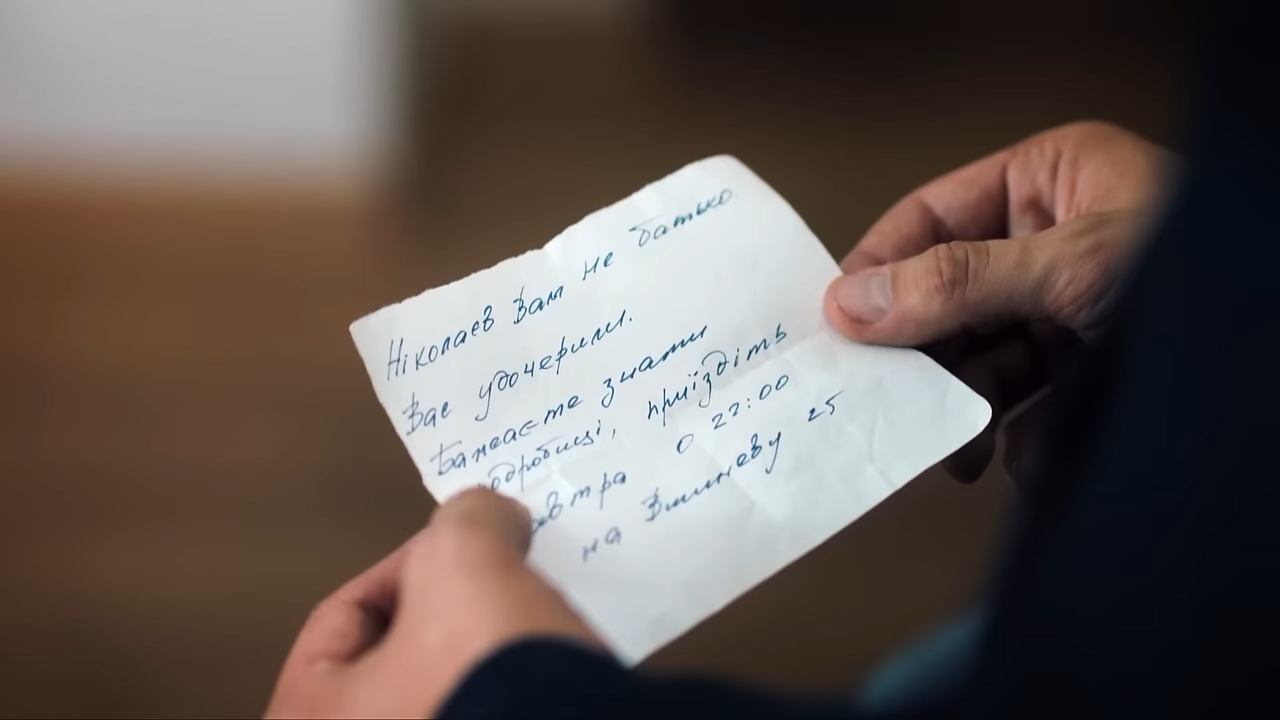 Ніколаєв Вам не батько.
Вас удочерили.
Бажаєте знати
подробиці, приїздіть
завтра о 22:00
на Вишневу 25